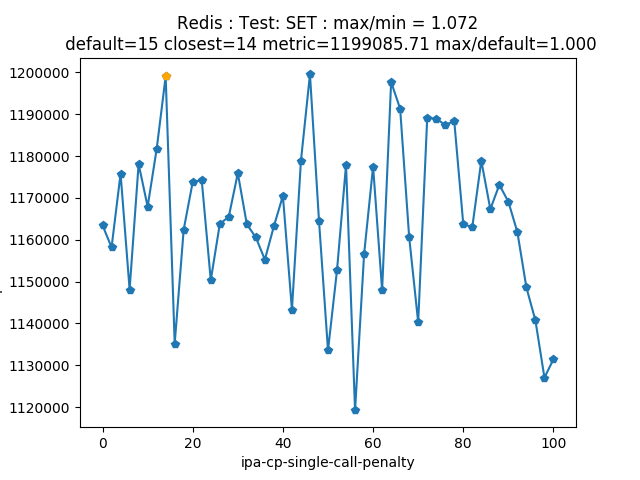 Redis : Test: SET : max/min = 1.072
default=15 closest=14 metric=1199085.71 max/default=1.000
1200000
1190000
1180000
1170000
1160000
1150000
1140000
1130000
1120000
0 20 40 60 80 100
ipa-cp-single-call-penalty